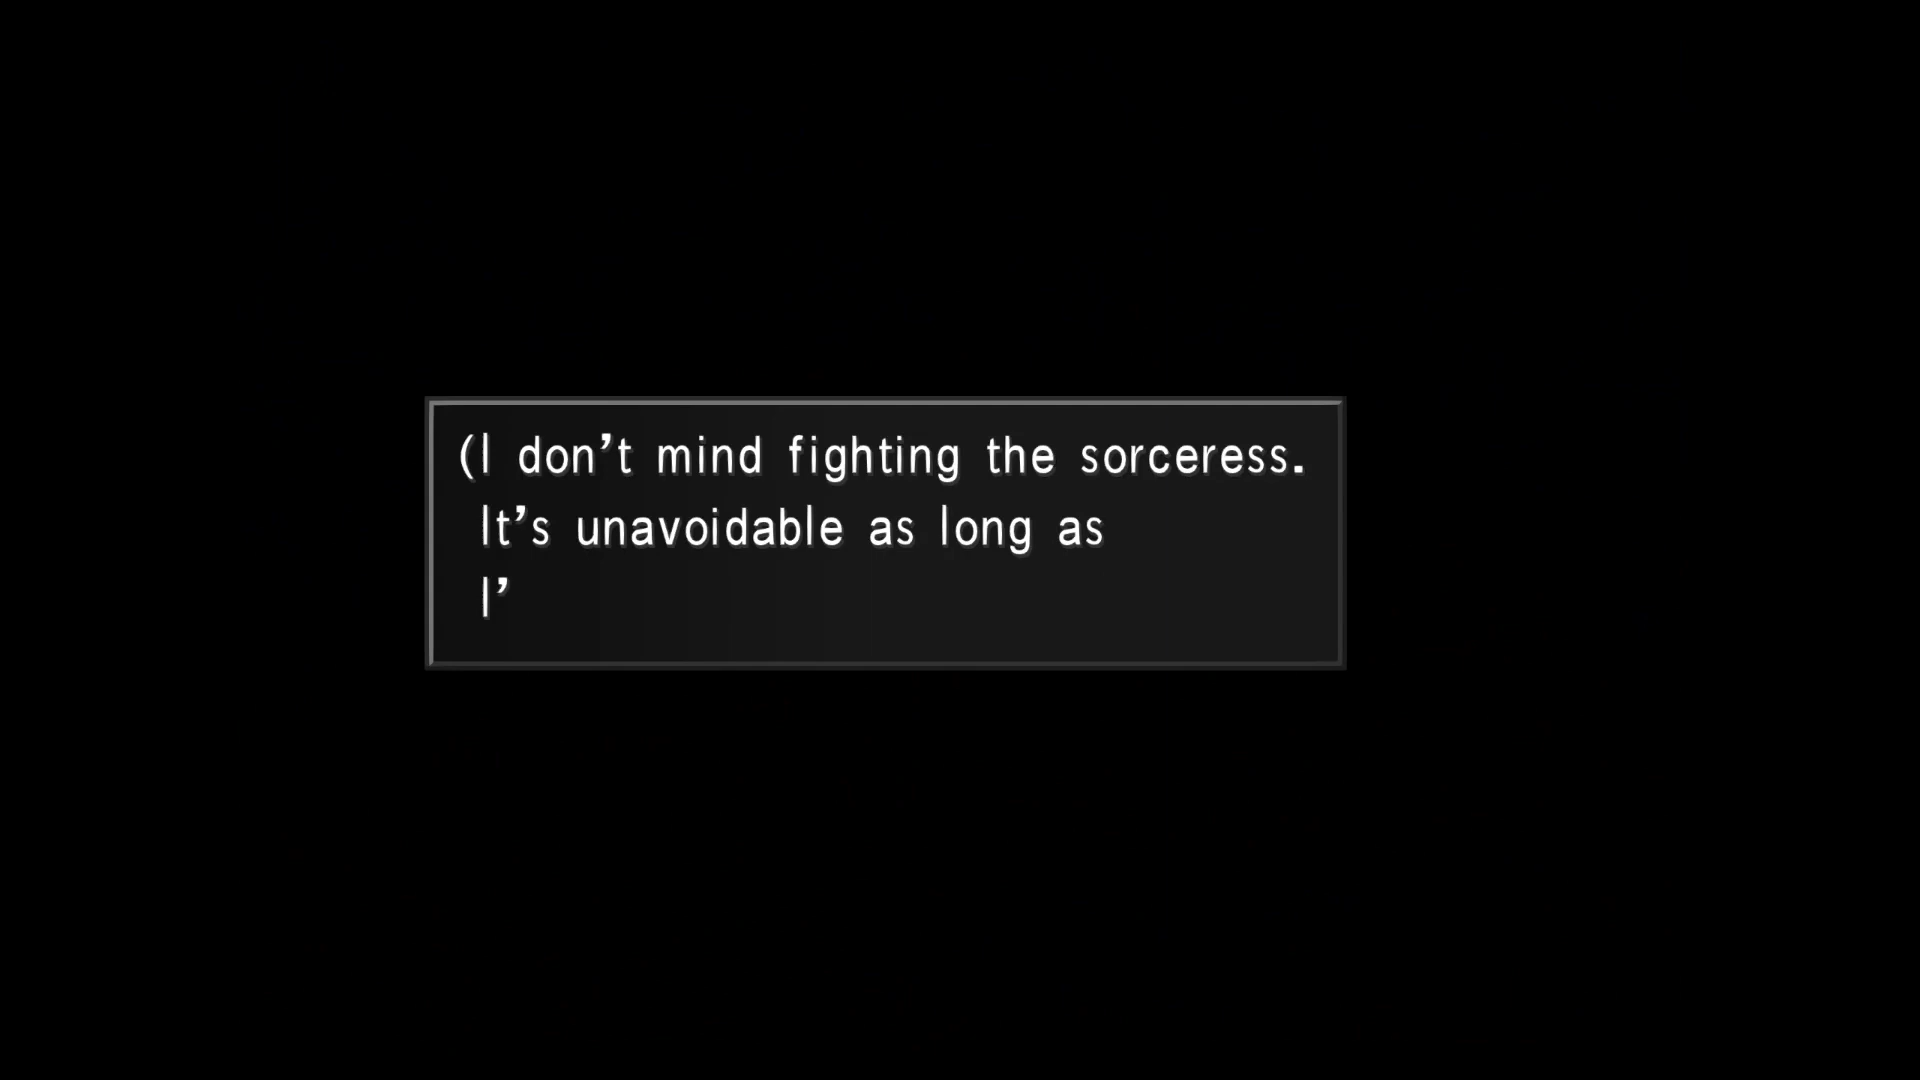 (I don’t mind fighting the sorceress.
It’s unavoidable as long as
I’